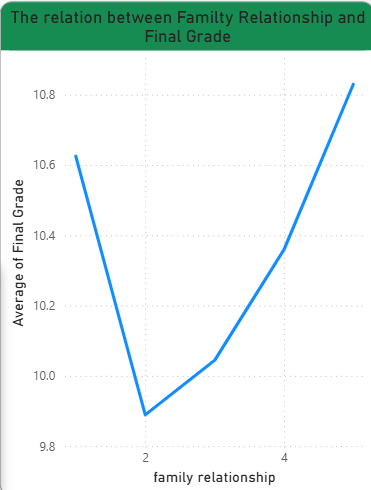 The relation between Familty Relationship and
Final Grade
Average of Final Grade
10.8
10.6
10.4
10.2
10.0
9.8
2
4
family relationship